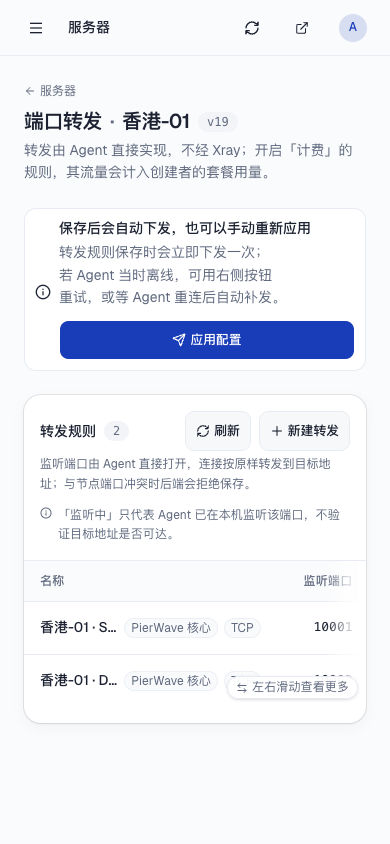 服务器
A
← 服务器
端口转发 · 香港-01 v19
转发由 Agent 直接实现，不经 Xray；开启「计费」的
规则，其流量会计入创建者的套餐用量。
保存后会自动下发，也可以手动重新应用
转发规则保存时会立即下发一次；
若 Agent 当时离线，可用右侧按钮
重试，或等 Agent 重连后自动补发。
应用配置
转发规则 2 刷新 新建转发
监听端口由 Agent 直接打开，连接按原样转发到目标地
址；与节点端口冲突时后端会拒绝保存。
「监听中」只代表 Agent 已在本机监听该端口，不验
证目标地址是否可达。
名称 监听端口
香港-01 · S... PierWave 核心 TCP 10001
香港-01 · D... PierWave 核心
左右滑动查看更多